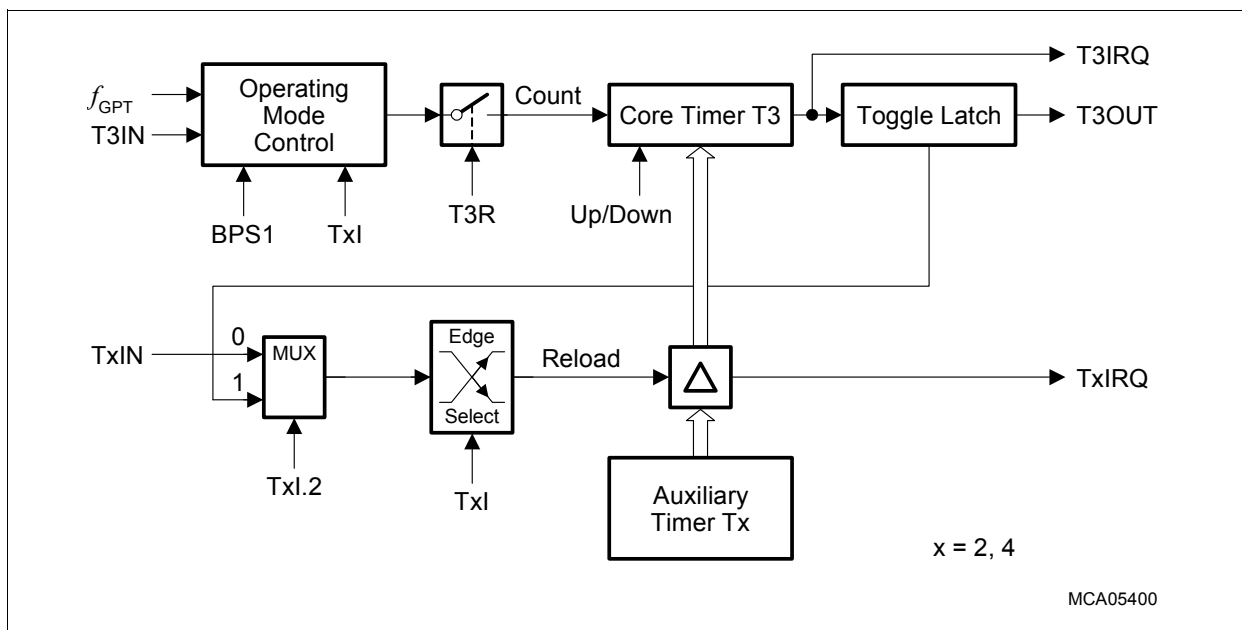 T3IRQ
f GPT
T3IN
Operating
Mode
Control
Count
Core Timer T3
Toggle Latch
T3OUT
BPS1
TxI
T3R
Up/Down
TxIN
0
1
MUX
TxI.2
Edge
Select
TxI
Reload
Δ
TxIRQ
Auxiliary
Timer Tx
x = 2, 4
MCA05400